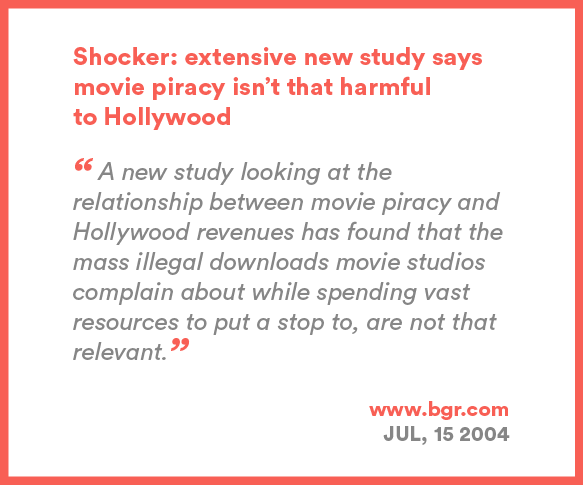 Shocker: extensive new study says
movie piracy isn’t that harmful
to Hollywood
“ A new study looking at the
relationship between movie piracy and
Hollywood revenues has found that the
mass illegal downloads movie studios
complain about while spending vast
resources to put a stop to, are not that
relevant.”
www.bgr.com
JUL, 15 2004